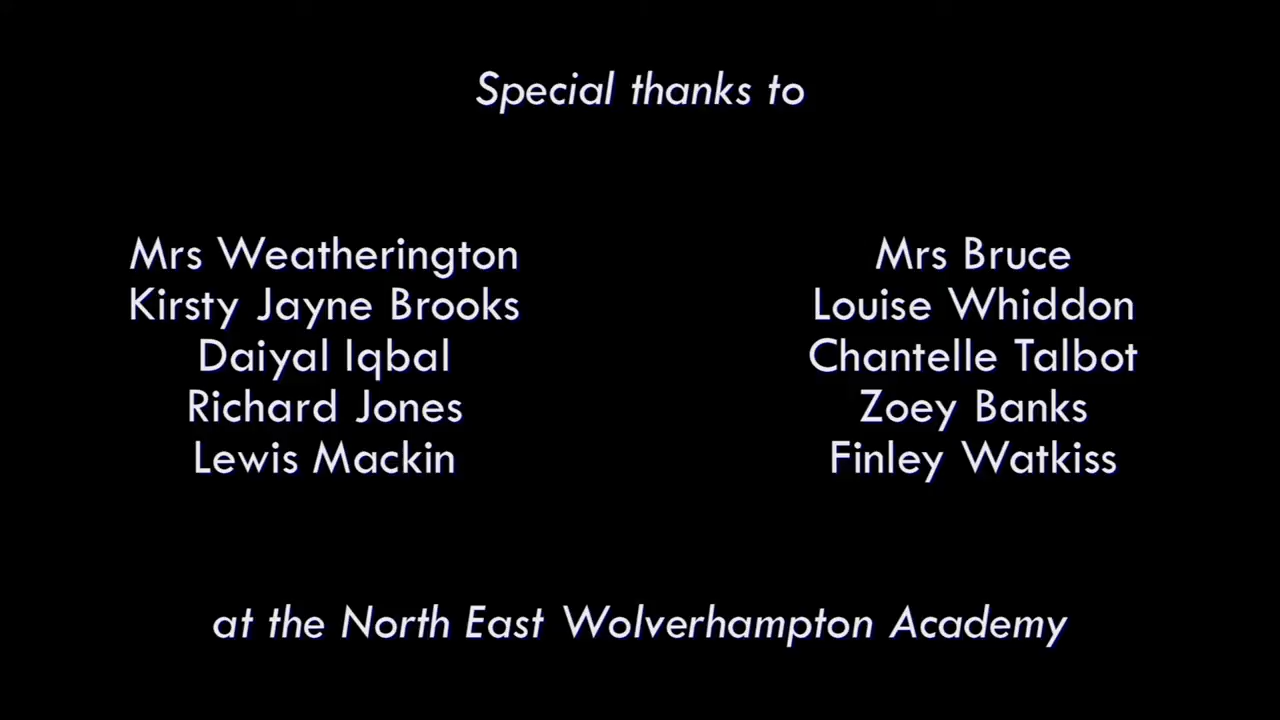 Special thanks to
Mrs Weatherington
Kirsty Jayne Brooks
Daiyal Iqbal
Richard Jones
Lewis Mackin
Mrs Bruce
Louise Whiddon
Chantelle Talbot
Zoey Banks
Finley Watkiss
at the North East Wolverhampton Academy